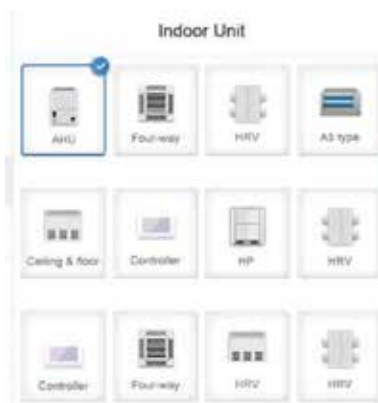 Indoor Unit
AHU Four-way HRV A5 type
Ceiling & floor Controller HP HRV
Controller Four-way HRV HRV